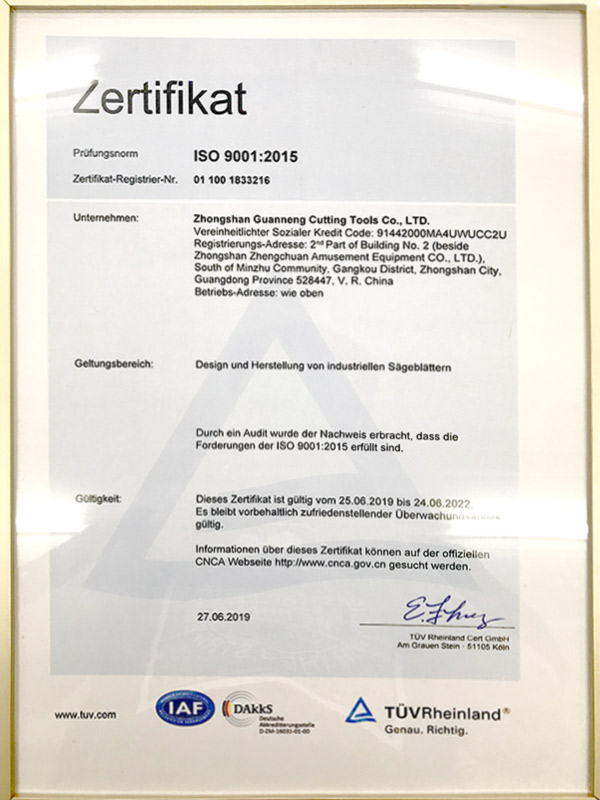 Zertifikat
Prüfungsnorm ISO 9001:2015
Zertifikat-Registrier-Nr. 01 100 1833216
Unternehmen: Zhongshan Guanneng Cutting Tools Co., LTD.
Vereinheitlichter Sozialer Kredit Code: 91442000MA4UWUCC2U
Registrierungs-Adresse: 2nd Part of Building No. 2 (beside
Zhongshan Zhengchuan Amusement Equipment CO., LTD.),
South of Minzhu Community, Gangkou District, Zhongshan City,
Guangdong Province 528447, V. R. China
Betriebs-Adresse: wie oben
Geltungsbereich: Design und Herstellung von industriellen Sägeblättern
Durch ein Audit wurde der Nachweis erbracht, dass die
Forderungen der ISO 9001:2015 erfüllt sind.
Gültigkeit: Dieses Zertifikat ist gültig vom 25.06.2019 bis 24.06.2022.
Es bleibt vorbehaltlich zufriedenstellender Überwachungsaudits
gültig.
Informationen über dieses Zertifikat können auf der offiziellen
CNCA Webseite http://www.cnca.gov.cn gesucht werden.
27.06.2019
TÜV Rheinland Cert GmbH
Am Grauen Stein · 51105 Köln
www.tuv.com
IAF
DAkkS
Deutsche
Akkreditierungsstelle
D-ZM-16031-01-00
TÜVRheinland®
Genau. Richtig.